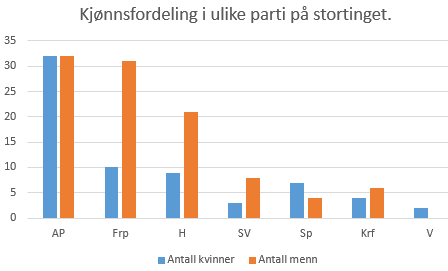 Kjønnsfordeling i ulike parti på stortinget.
35
30
25
20
15
10
5
0
AP Frp H SV Sp Krf V
Antall kvinner Antall menn